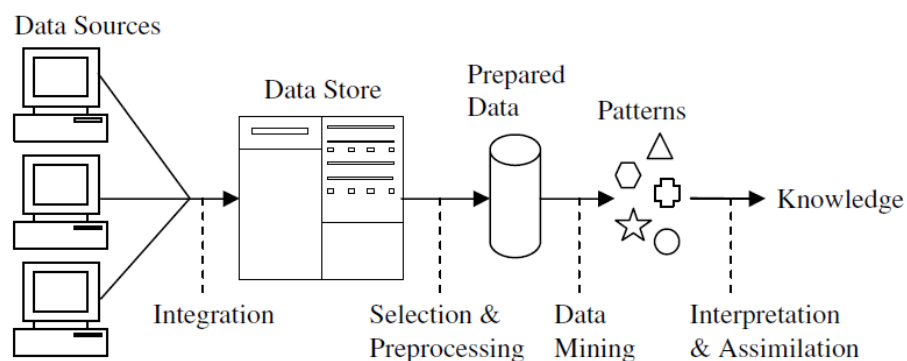 Data Sources
Data Store
Prepared
Data
Patterns
Knowledge
Integration
Selection &
Preprocessing
Data
Mining
Interpretation
& Assimilation